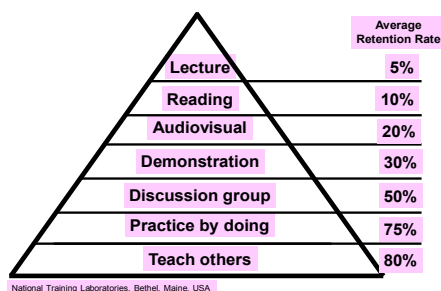 Average
Retention Rate
Lecture 5%
Reading 10%
Audiovisual 20%
Demonstration 30%
Discussion group 50%
Practice by doing 75%
Teach others 80%
National Training Laboratories, Bethel, Maine, USA